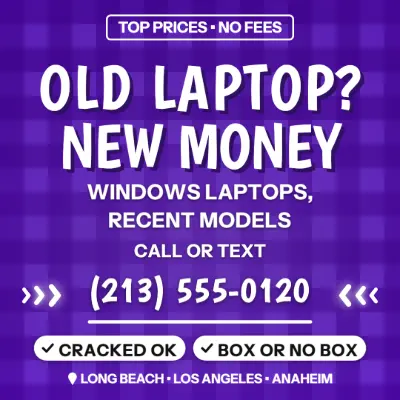 TOP PRICES • NO FEES
OLD LAPTOP?
NEW MONEY
WINDOWS LAPTOPS,
RECENT MODELS
CALL OR TEXT
(213) 555-0120
CRACKED OK
BOX OR NO BOX
LONG BEACH • LOS ANGELES • ANAHEIM